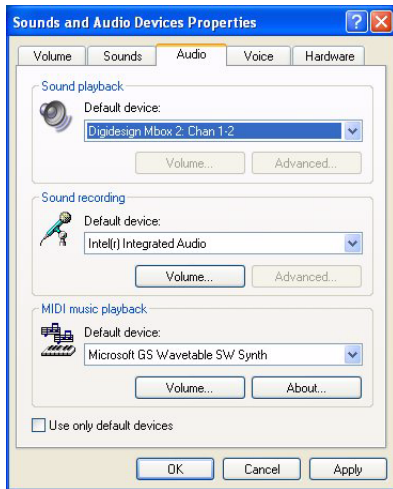 Sounds and Audio Devices Properties
Volume Sounds Audio Voice Hardware
Sound playback
Default device:
Digidesign Mbox 2: Chan 1-2
Volume... Advanced...
Sound recording
Default device:
Intel(r) Integrated Audio
Volume... Advanced...
MIDI music playback
Default device:
Microsoft GS Wavetable SW Synth
Volume... About...
Use only default devices
OK Cancel Apply